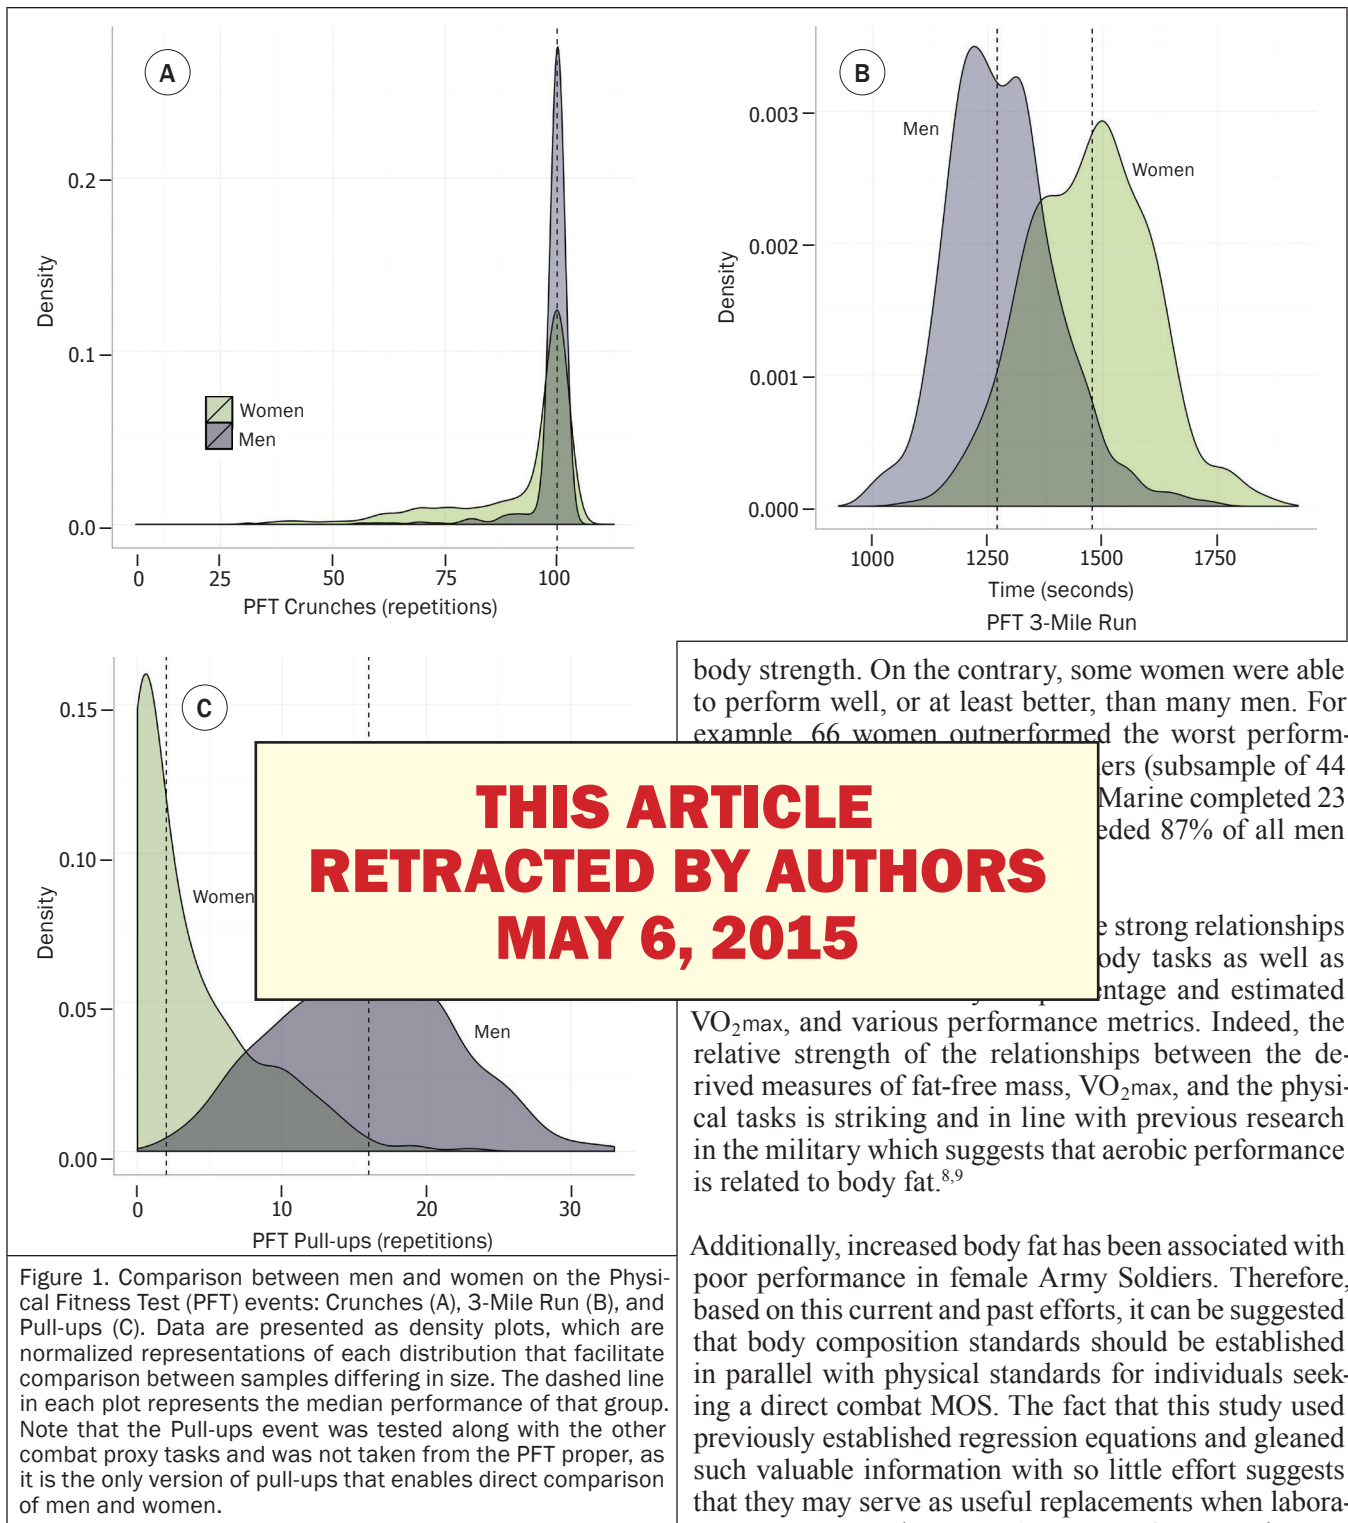 A
0.2
0.1
0.0
Density
Women
Men
0
25
50
75
100
PFT Crunches (repetitions)
B
0.003
0.002
0.001
0.000
Density
Men
Women
1000
1250
1500
1750
Time (seconds)
PFT 3-Mile Run
C
0.15
0.10
0.05
0.00
Density
Women
Men
0
10
20
30
PFT Pull-ups (repetitions)
THIS ARTICLE
RETRACTED BY AUTHORS
MAY 6, 2015
Figure 1. Comparison between men and women on the Physi-
cal Fitness Test (PFT) events: Crunches (A), 3-Mile Run (B), and
Pull-ups (C). Data are presented as density plots, which are
normalized representations of each distribution that facilitate
comparison between samples differing in size. The dashed line
in each plot represents the median performance of that group.
Note that the Pull-ups event was tested along with the other
combat proxy tasks and was not taken from the PFT proper, as
it is the only version of pull-ups that enables direct comparison
of men and women.
body strength. On the contrary, some women were able
to perform well, or at least better, than many men. For
example, 66 women outperformed the worst perform-
(subsample of 44
Marine completed 23
87% of all men
strong relationships
tasks as well as
and estimated
VO2max, and various performance metrics. Indeed, the
relative strength of the relationships between the de-
rived measures of fat-free mass, VO2max, and the physi-
cal tasks is striking and in line with previous research
in the military which suggests that aerobic performance
is related to body fat.8,9
Additionally, increased body fat has been associated with
poor performance in female Army Soldiers. Therefore,
based on this current and past efforts, it can be suggested
that body composition standards should be established
in parallel with physical standards for individuals seek-
ing a direct combat MOS. The fact that this study used
previously established regression equations and gleaned
such valuable information with so little effort suggests
that they may serve as useful replacements when labora-